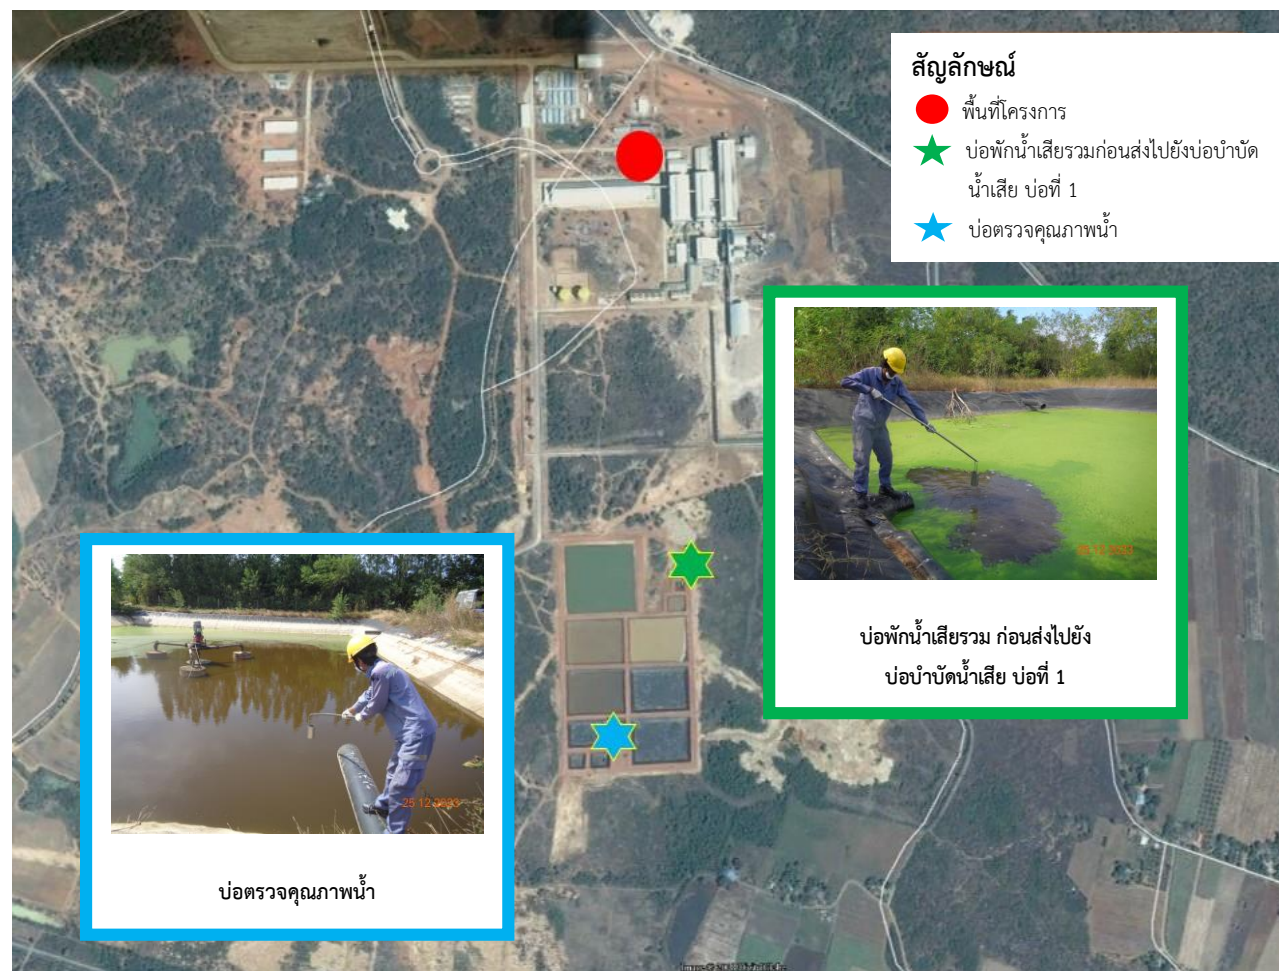 สัญลักษณ์
พื้นที่โครงการ
บ่อพักน้ำเสียรวมก่อนส่งไปยังบ่อบำบัด
น้ำเสีย บ่อที่ 1
บ่อตรวจคุณภาพน้ำ
บ่อพักน้ำเสียรวม ก่อนส่งไปยัง
บ่อบำบัดน้ำเสีย บ่อที่ 1
25 12 2023
บ่อตรวจคุณภาพน้ำ